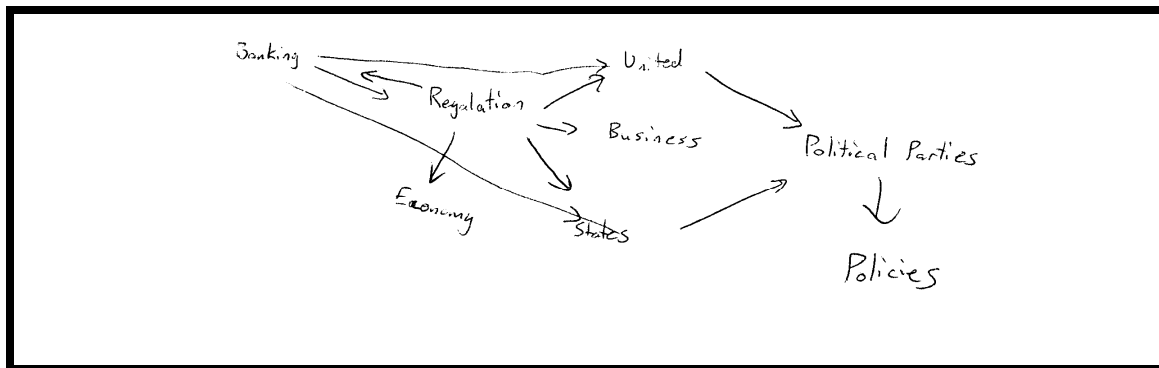 Banking
United
Regulation
Business
Political Parties
Economy
States
Policies